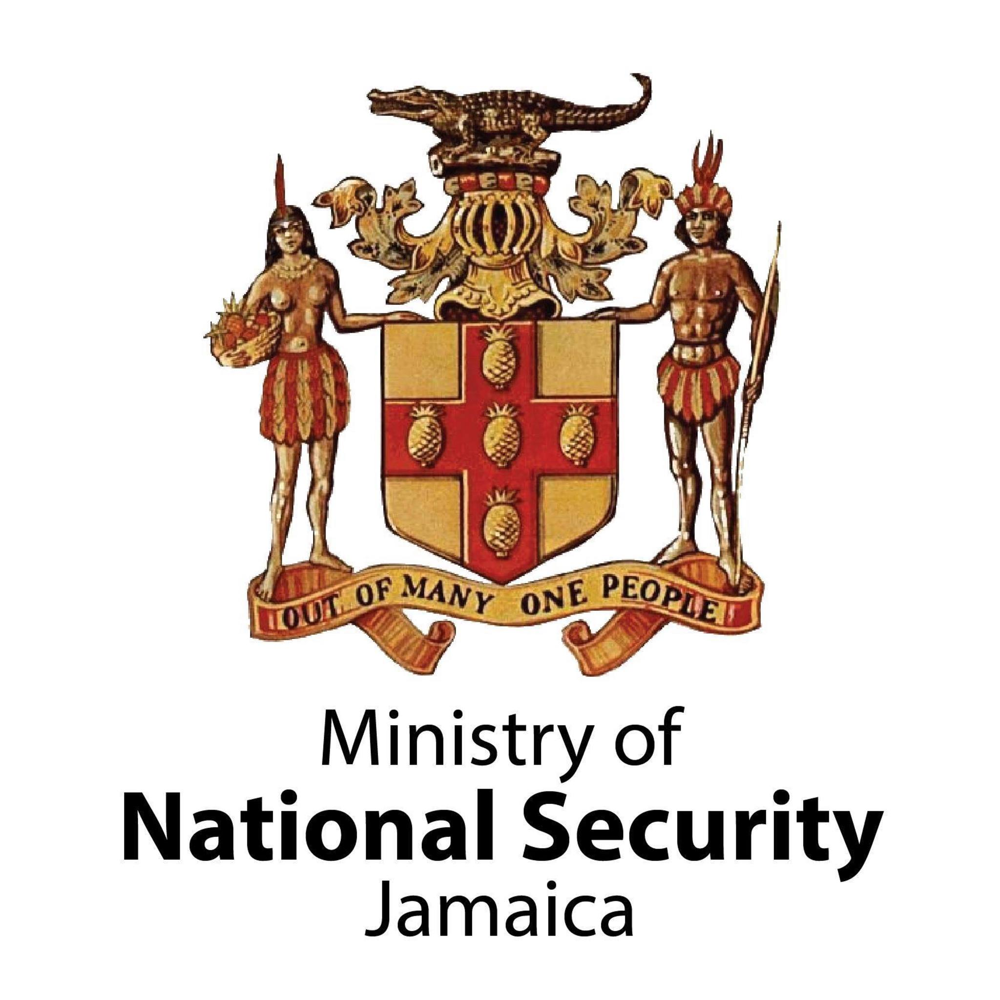 OUT OF MANY ONE PEOPLE
Ministry of
National Security
Jamaica